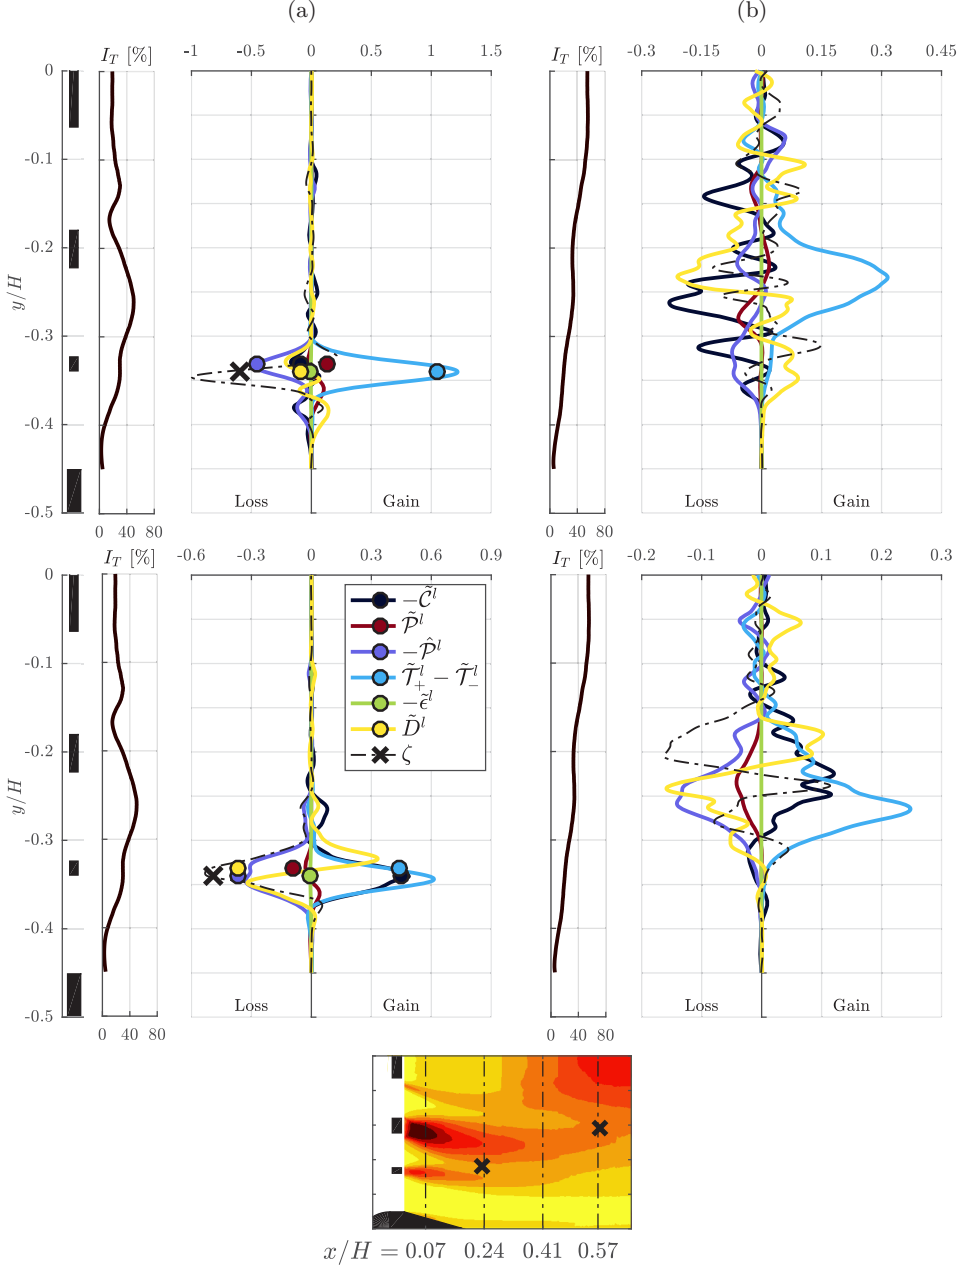 (a) (b)
-1 -0.5 0 0.5 1 1.5 -0.3 -0.15 0 0.15 0.3 0.45
I_T [%] I_T [%]
0
-0.1
-0.2
y/H
-0.3
-0.4
-0.5
Loss Gain Loss Gain
0 40 80 0 40 80
-0.6 -0.3 0 0.3 0.6 0.9 -0.2 -0.1 0 0.1 0.2 0.3
I_T [%] I_T [%]
0
-0.1
-0.2
y/H
-0.3
-0.4
-0.5
−C̃^l
P̃^l
−P̂^l
T̃^l_+ − T̃^l_−
−ϵ̃^l
D̃^l
ζ
Loss Gain Loss Gain
0 40 80 0 40 80
x/H = 0.07 0.24 0.41 0.57